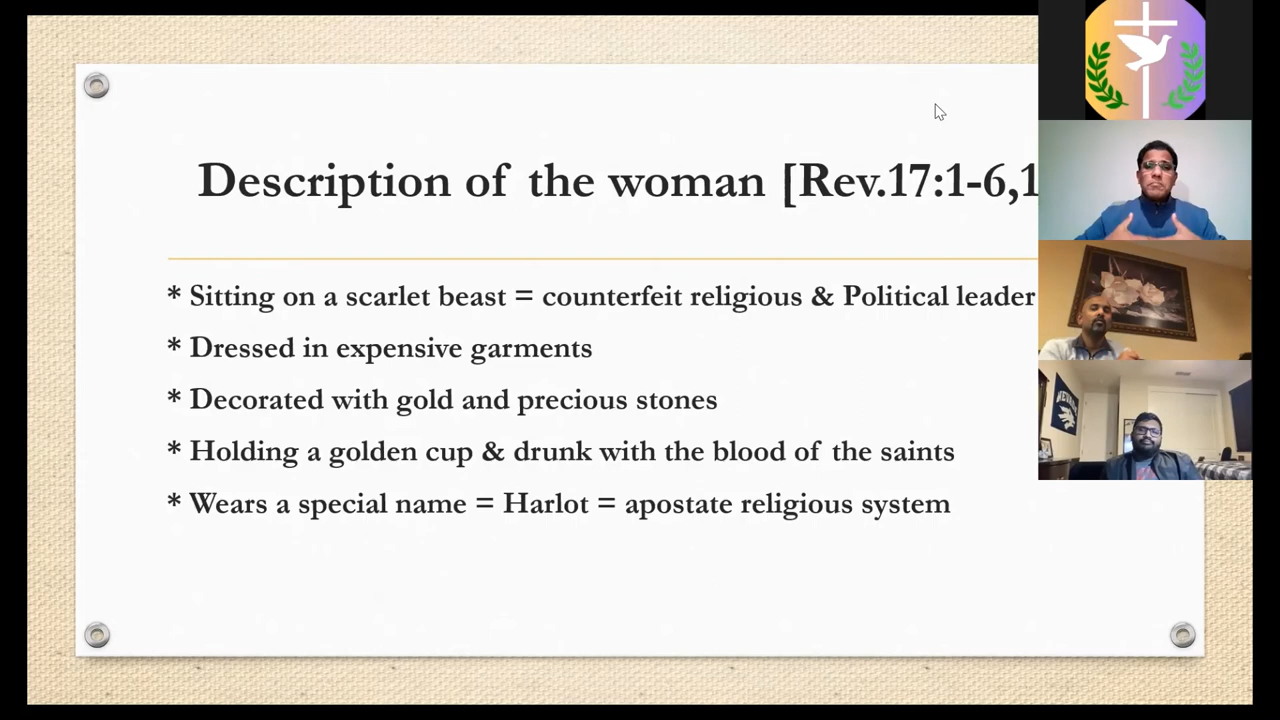 Description of the woman [Rev.17:1-6,1
* Sitting on a scarlet beast = counterfeit religious & Political leader
* Dressed in expensive garments
* Decorated with gold and precious stones
* Holding a golden cup & drunk with the blood of the saints
* Wears a special name = Harlot = apostate religious system
NEVADA